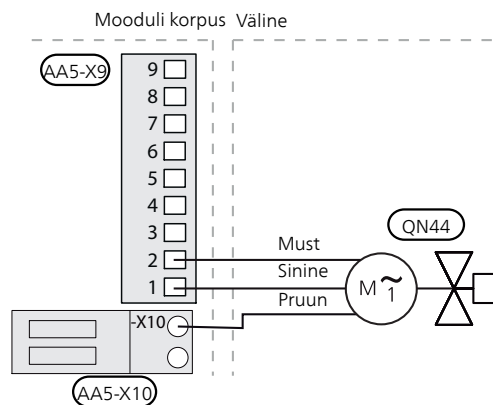 Mooduli korpus Väline
AA5-X9
9
8
7
6
5
4
3
2
1
Must
Sinine
Pruun
QN44
M ~ 1
-X10
AA5-X10